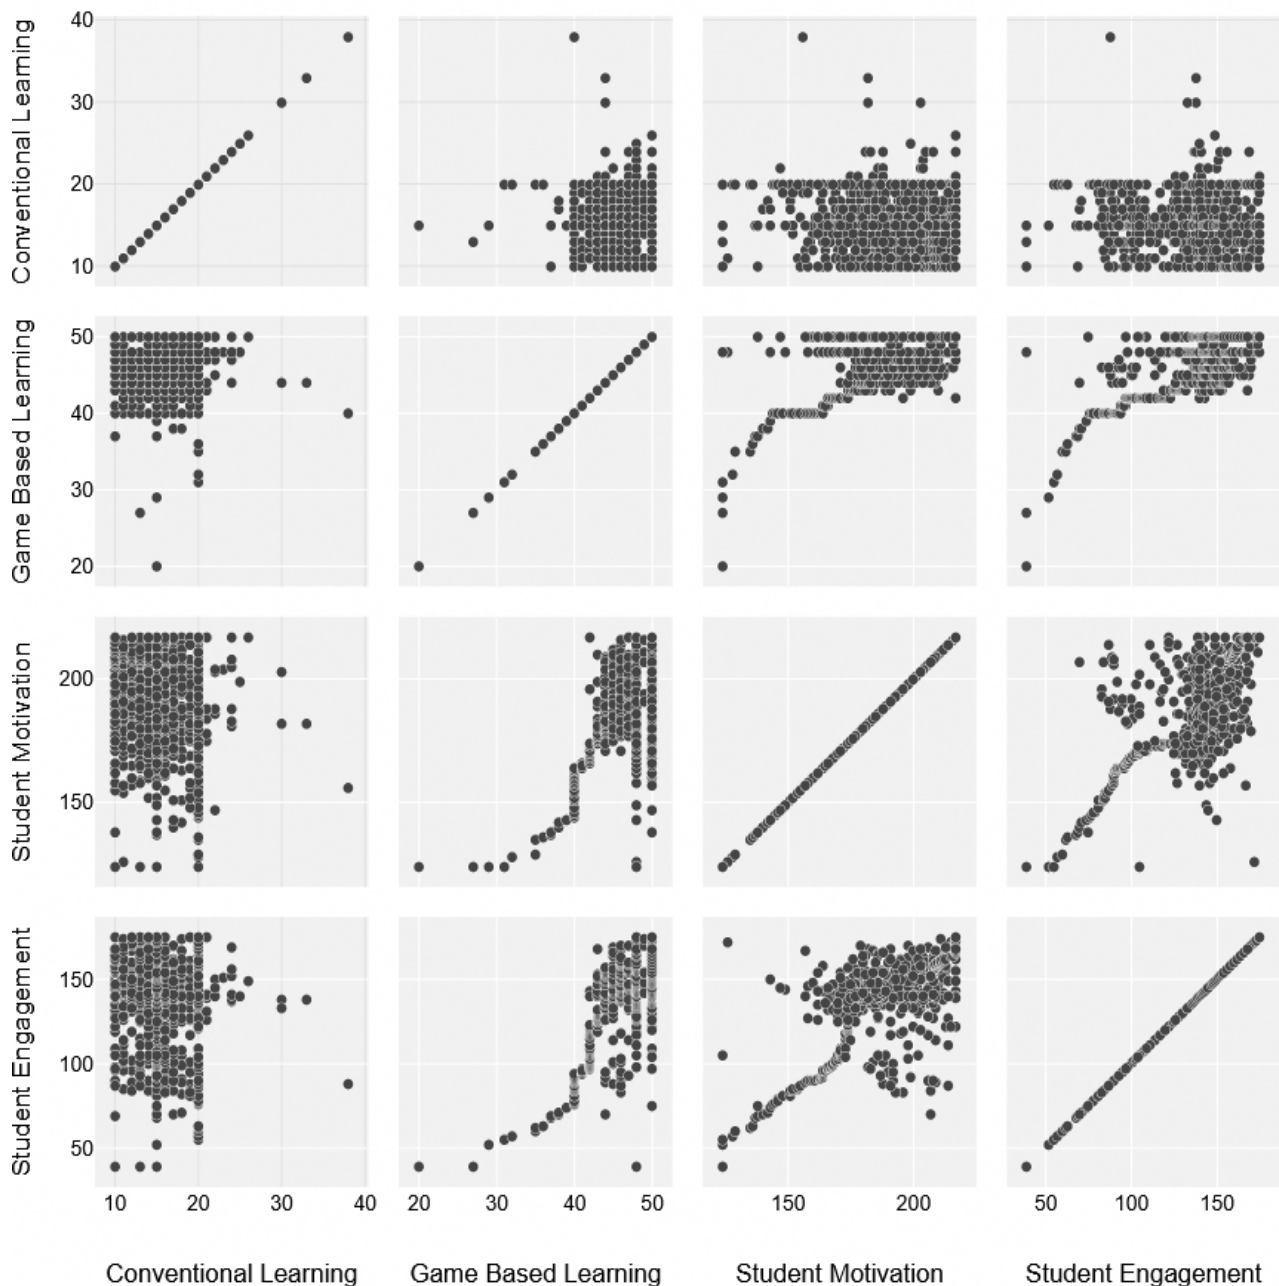 Conventional Learning
40
30
20
10
Game Based Learning
50
40
30
20
Student Motivation
200
150
Student Engagement
150
100
50
10 20 30 40
20 30 40 50
150 200
50 100 150
Conventional Learning
Game Based Learning
Student Motivation
Student Engagement